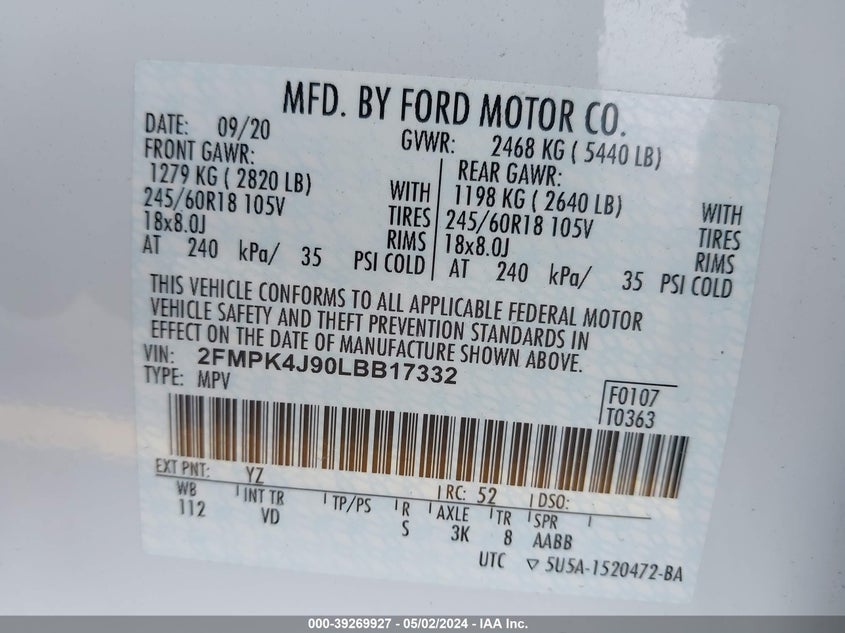 MFD. BY FORD MOTOR CO.
DATE: 09/20 GVWR: 2468 KG ( 5440 LB)
FRONT GAWR: REAR GAWR:
1279 KG ( 2820 LB) WITH 1198 KG ( 2640 LB) WITH
245/60R18 105V TIRES 245/60R18 105V TIRES
18x8.0J RIMS 18x8.0J RIMS
AT 240 kPa/ 35 PSI COLD AT 240 kPa/ 35 PSI COLD
THIS VEHICLE CONFORMS TO ALL APPLICABLE FEDERAL MOTOR
VEHICLE SAFETY AND THEFT PREVENTION STANDARDS IN
EFFECT ON THE DATE OF MANUFACTURE SHOWN ABOVE.
VIN: 2FMPK4J90LBB17332
TYPE: MPV F0107
T0363
EXT PNT: YZ RC: 52 DSO:
WB INT TR TP/PS R AXLE TR SPR
112 VD S 3K 8 AABB
UTC ▽ 5U5A-1520472-BA
000-39269927 / 05/02/2024 - IAA Inc.